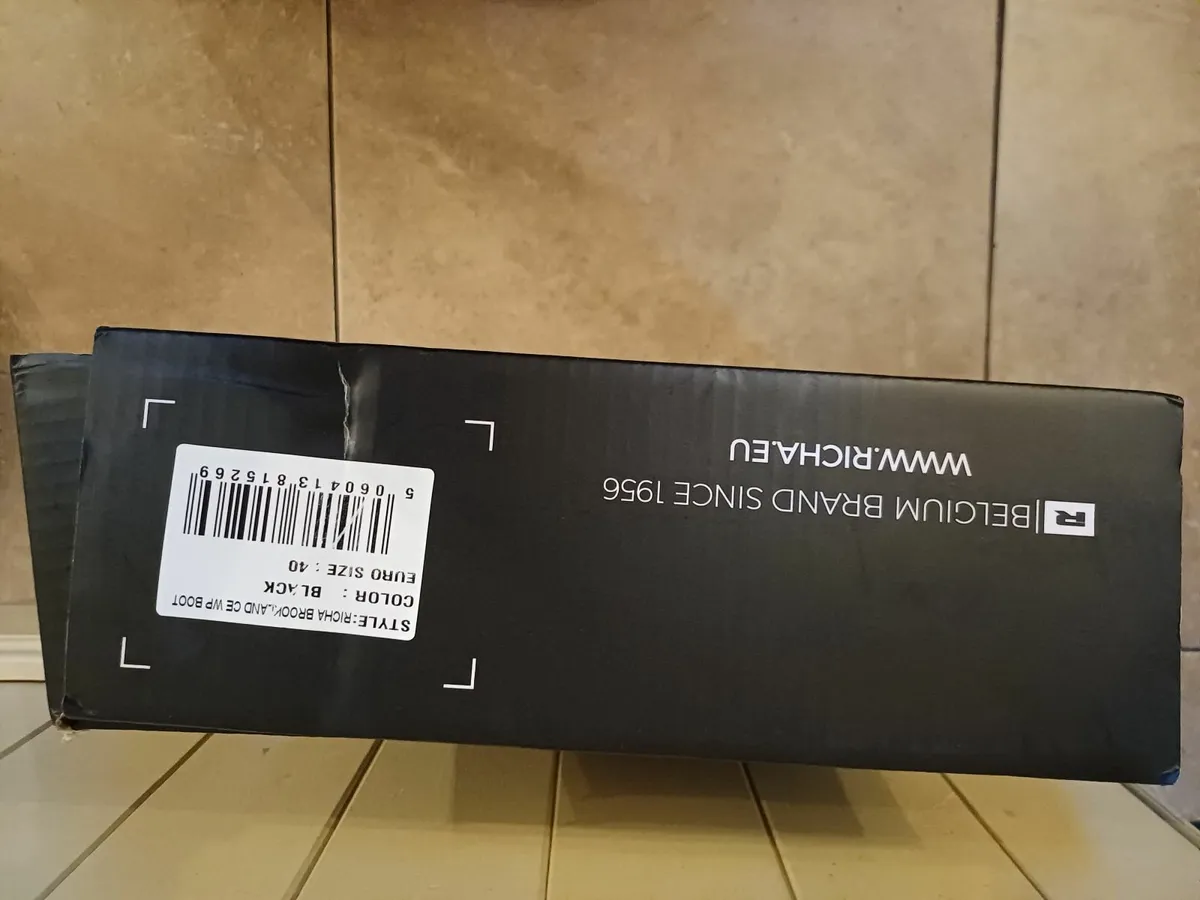 R | BELGIUM BRAND SINCE 1956
WWW.RICHA.EU
STYLE:RICHA BROOKLAND CE WP BOOT
COLOR : BLACK
EURO SIZE : 40
5 060413 815269